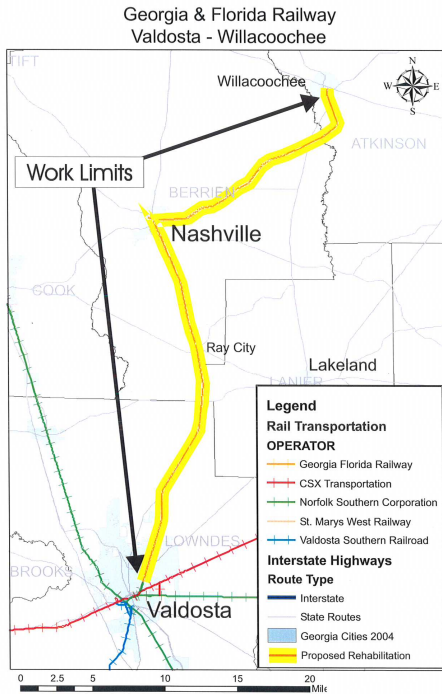 Georgia & Florida Railway
Valdosta - Willacoochee
TIFT
Willacoochee
N
W E
S
ATKINSON
Work Limits
BERRIEN
Nashville
COOK
Ray City
Lakeland
LANIER
Legend
Rail Transportation
OPERATOR
Georgia Florida Railway
CSX Transportation
Norfolk Southern Corporation
St. Marys West Railway
Valdosta Southern Railroad
Interstate Highways
Route Type
Interstate
State Routes
Georgia Cities 2004
Proposed Rehabilitation
LOWNDES
BROOKS
Valdosta
0 2.5 5 10 15 20
Mile